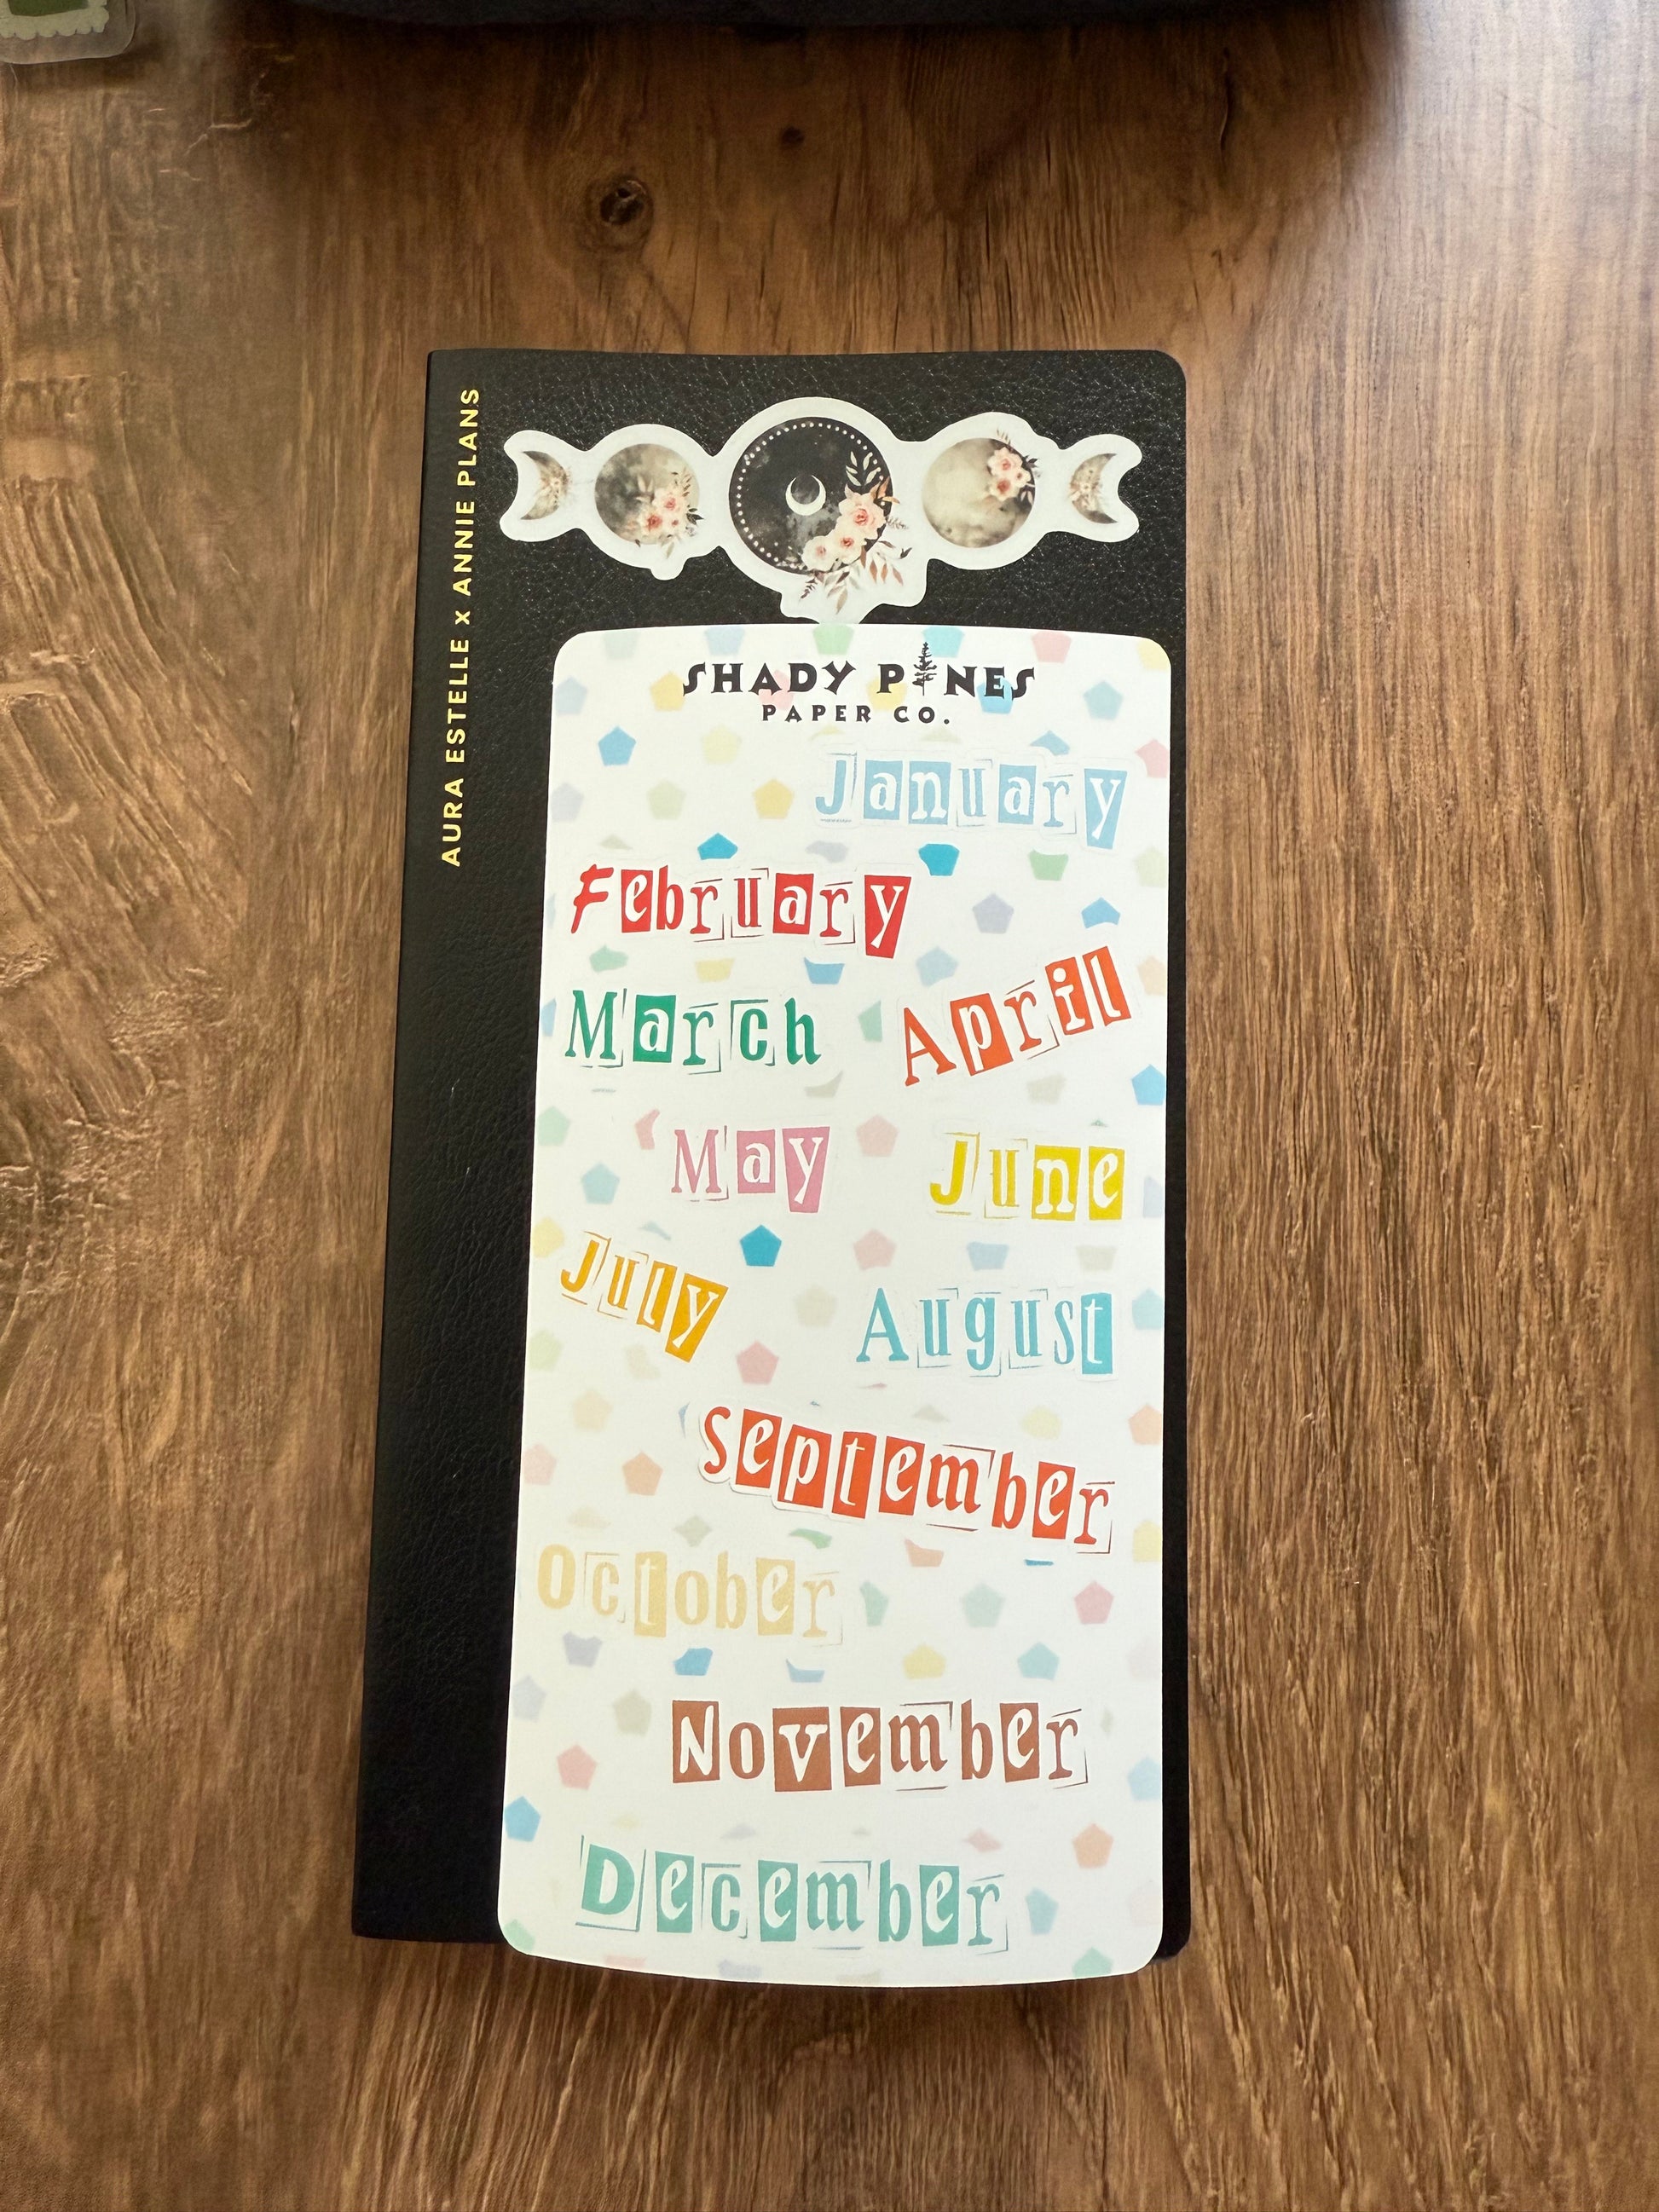 AURA ESTELLE x ANNIE PLANS
SHADY PINES
PAPER CO.
January
February
March
April
May
June
July
August
September
October
November
December